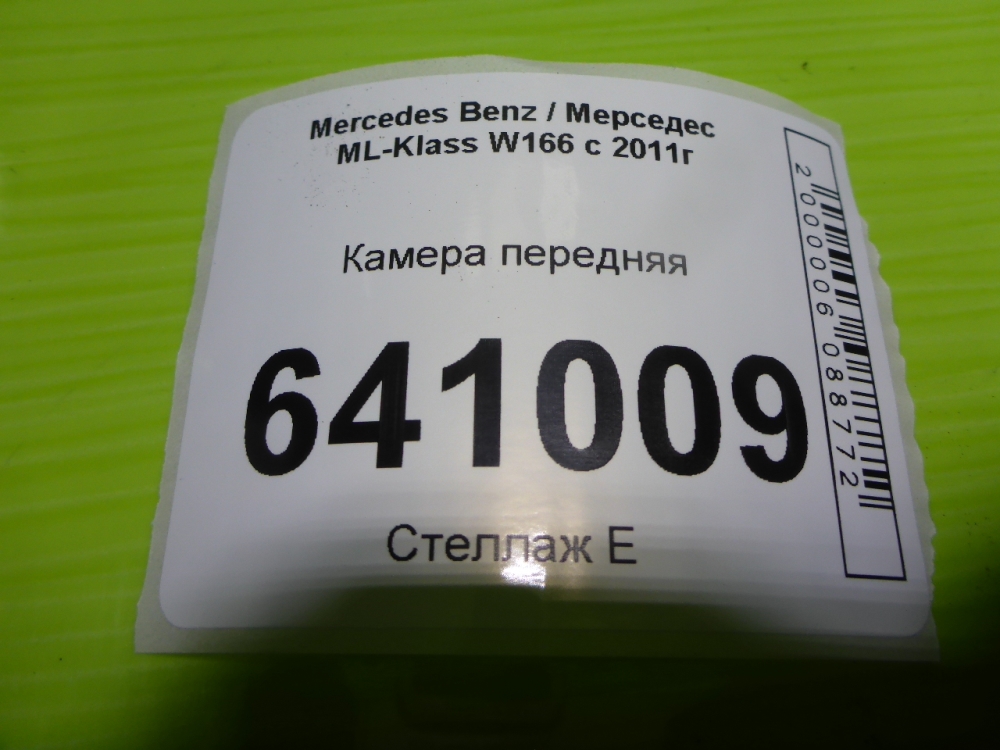 Mercedes Benz / Мерседес
ML-Klass W166 с 2011г
Камера передняя
641009
Стеллаж Е
2000006088772